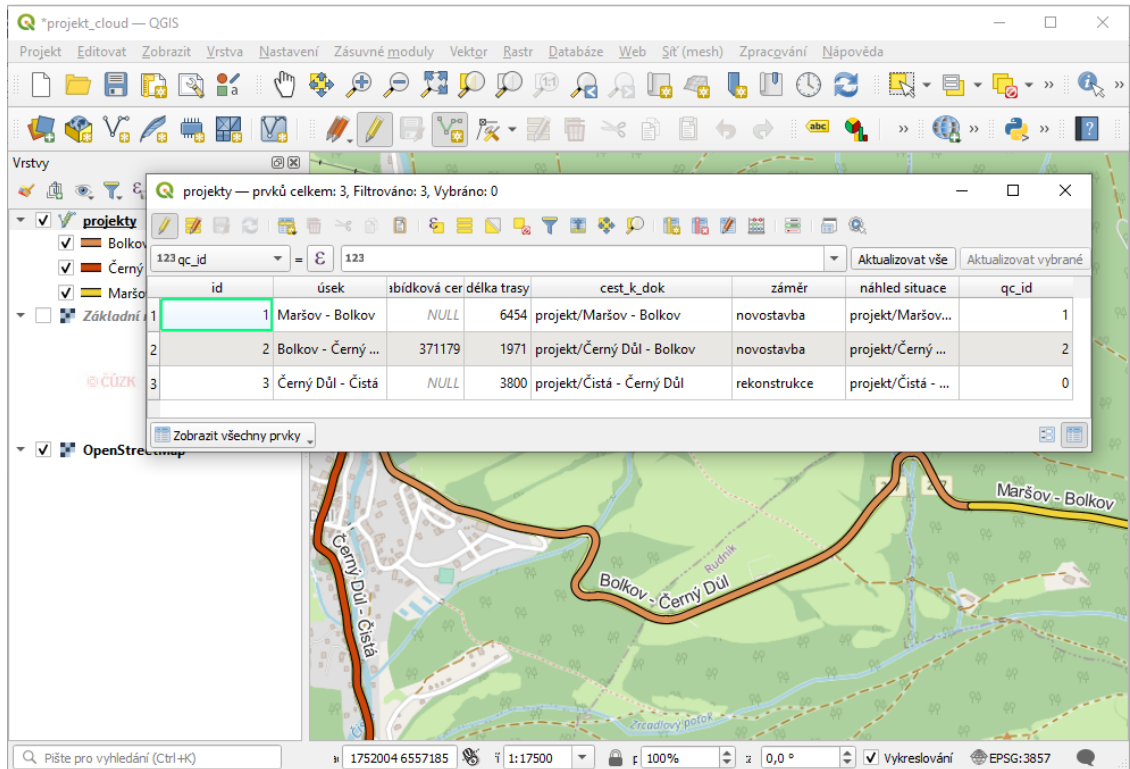 *projekt_cloud — QGIS
Projekt Editovat Zobrazit Vrstva Nastavení Zásuvné moduly Vektor Rastr Databáze Web Síť (mesh) Zpracování Nápověda
abc
Vrstvy
projekty
Bolkov
Černý
Maršo
Základní
© ČÚZK
OpenStreetMap
projekty — prvků celkem: 3, Filtrováno: 3, Vybráno: 0
123 qc_id = ε 123 Aktualizovat vše Aktualizovat vybrané
id úsek abídková cer délka trasy cest_k_dok záměr náhled situace qc_id
1 1 Maršov - Bolkov NULL 6454 projekt/Maršov - Bolkov novostavba projekt/Maršov... 1
2 2 Bolkov - Černý ... 371179 1971 projekt/Černý Důl - Bolkov novostavba projekt/Černý ... 2
3 3 Černý Důl - Čistá NULL 3800 projekt/Čistá - Černý Důl rekonstrukce projekt/Čistá - ... 0
Zobrazit všechny prvky
Maršov - Bolkov
Rudník
Bolkov - Černý Důl
Černý Důl - Čistá
Zrcadlový potok
Pište pro vyhledání (Ctrl+K) 1752004 6557185 1:17500 100% 0,0 ° Vykreslování EPSG:3857